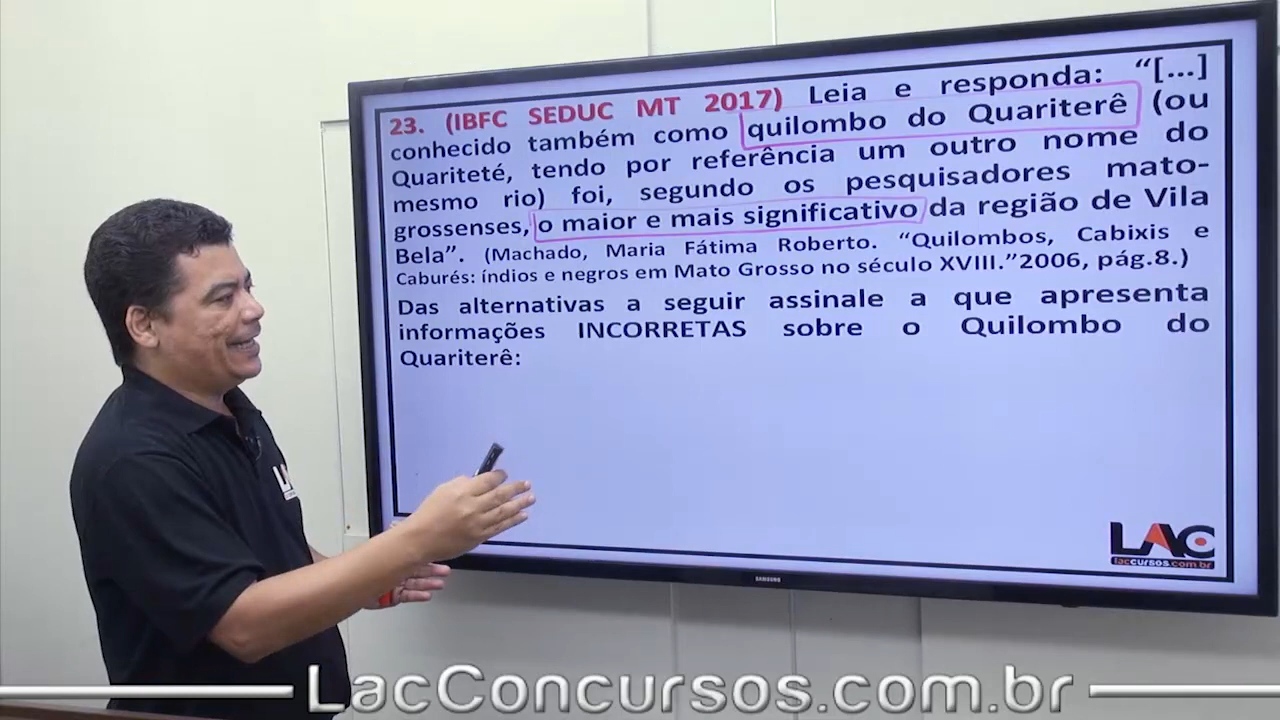 23. (IBFC SEDUC MT 2017) Leia e responda: “[...]
conhecido também como quilombo do Quariterê (ou
Quariteté, tendo por referência um outro nome do
mesmo rio) foi, segundo os pesquisadores mato-
grossenses, o maior e mais significativo da região de Vila
Bela”. (Machado, Maria Fátima Roberto. “Quilombos, Cabixis e
Caburés: índios e negros em Mato Grosso no século XVIII.”2006, pág.8.)
Das alternativas a seguir assinale a que apresenta
informações INCORRETAS sobre o Quilombo do
Quariterê:
LAC
laccursos.com.br
SAMSUNG
LacConcursos.com.br